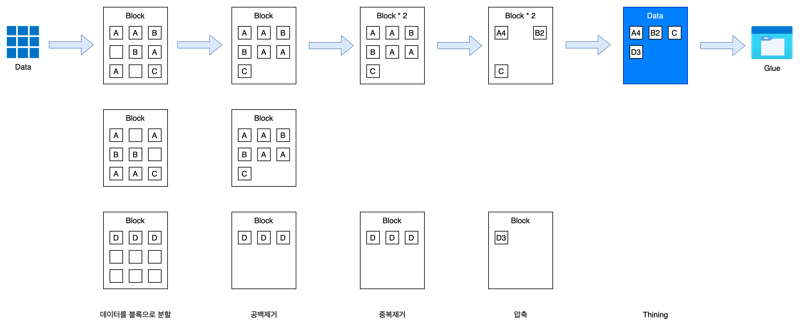 Data
Block
A A B
B A
A C
Block
A A B
B A A
C
Block * 2
A A B
B A A
C
Block * 2
A4 B2
C
Data
A4 B2 C
D3
Glue
Block
A A
B B
A A C
Block
A A B
B A A
C
Block
D D D
Block
D D D
Block
D D D
Block
D3
데이터를 블록으로 분할
공백제거
중복제거
압축
Thining